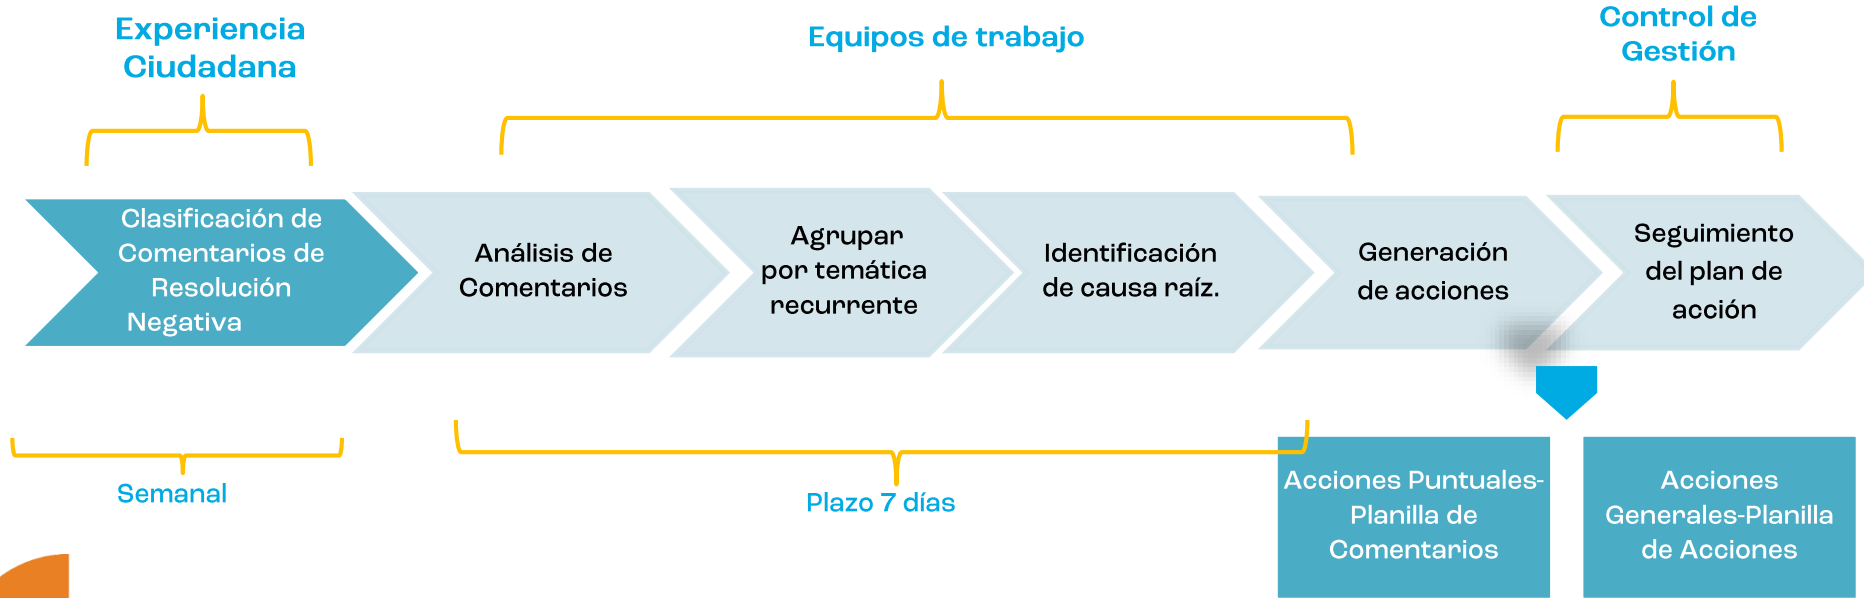 Experiencia
Ciudadana
Equipos de trabajo
Control de
Gestión
Clasificación de
Comentarios de
Resolución
Negativa
Análisis de
Comentarios
Agrupar
por temática
recurrente
Identificación
de causa raíz.
Generación
de acciones
Seguimiento
del plan de
acción
Semanal
Plazo 7 días
Acciones Puntuales-
Planilla de
Comentarios
Acciones
Generales-Planilla
de Acciones